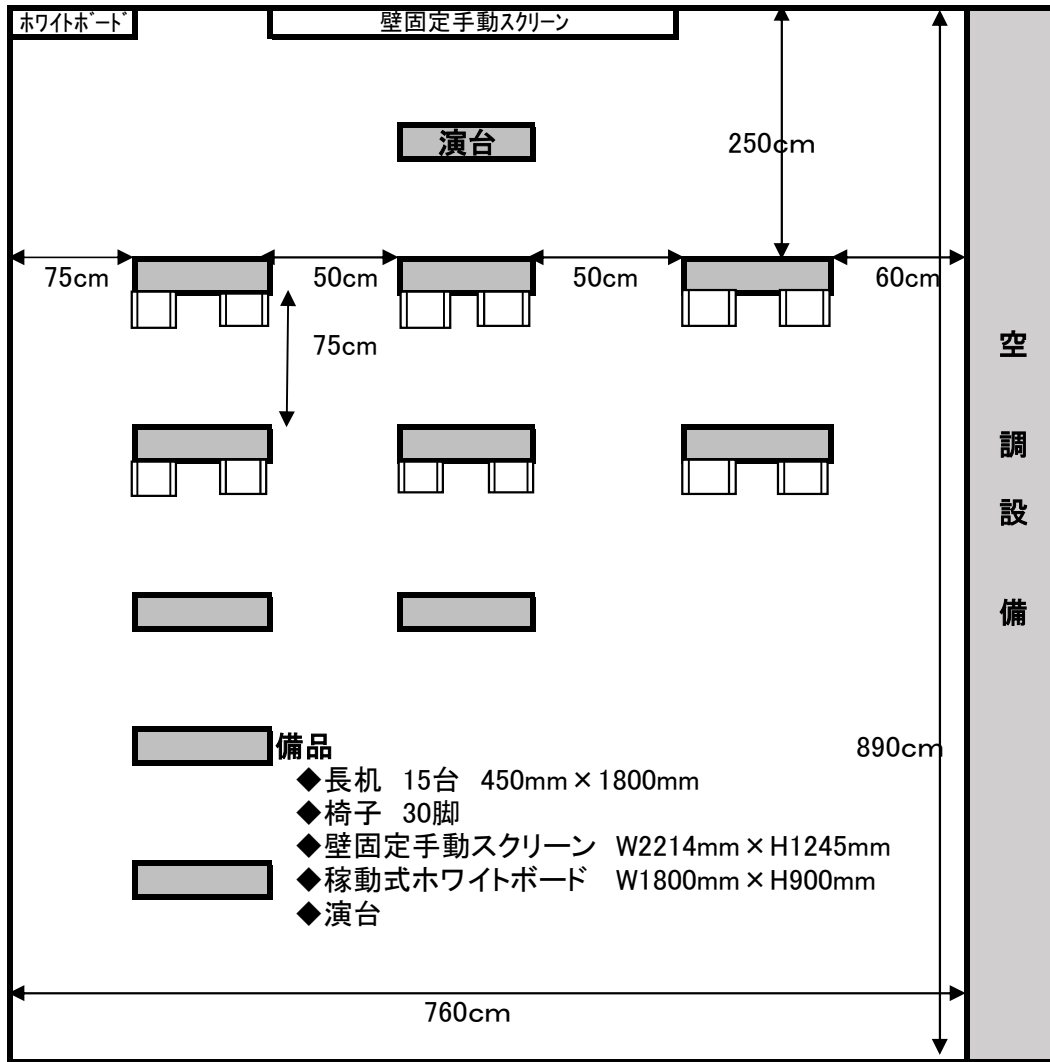 ホワイトボード
壁固定手動スクリーン
演台
250cm
75cm
50cm
50cm
60cm
75cm
空調設備
備品
◆長机 15台 450mm×1800mm
◆椅子 30脚
◆壁固定手動スクリーン W2214mm×H1245mm
◆稼動式ホワイトボード W1800mm×H900mm
◆演台
890cm
760cm